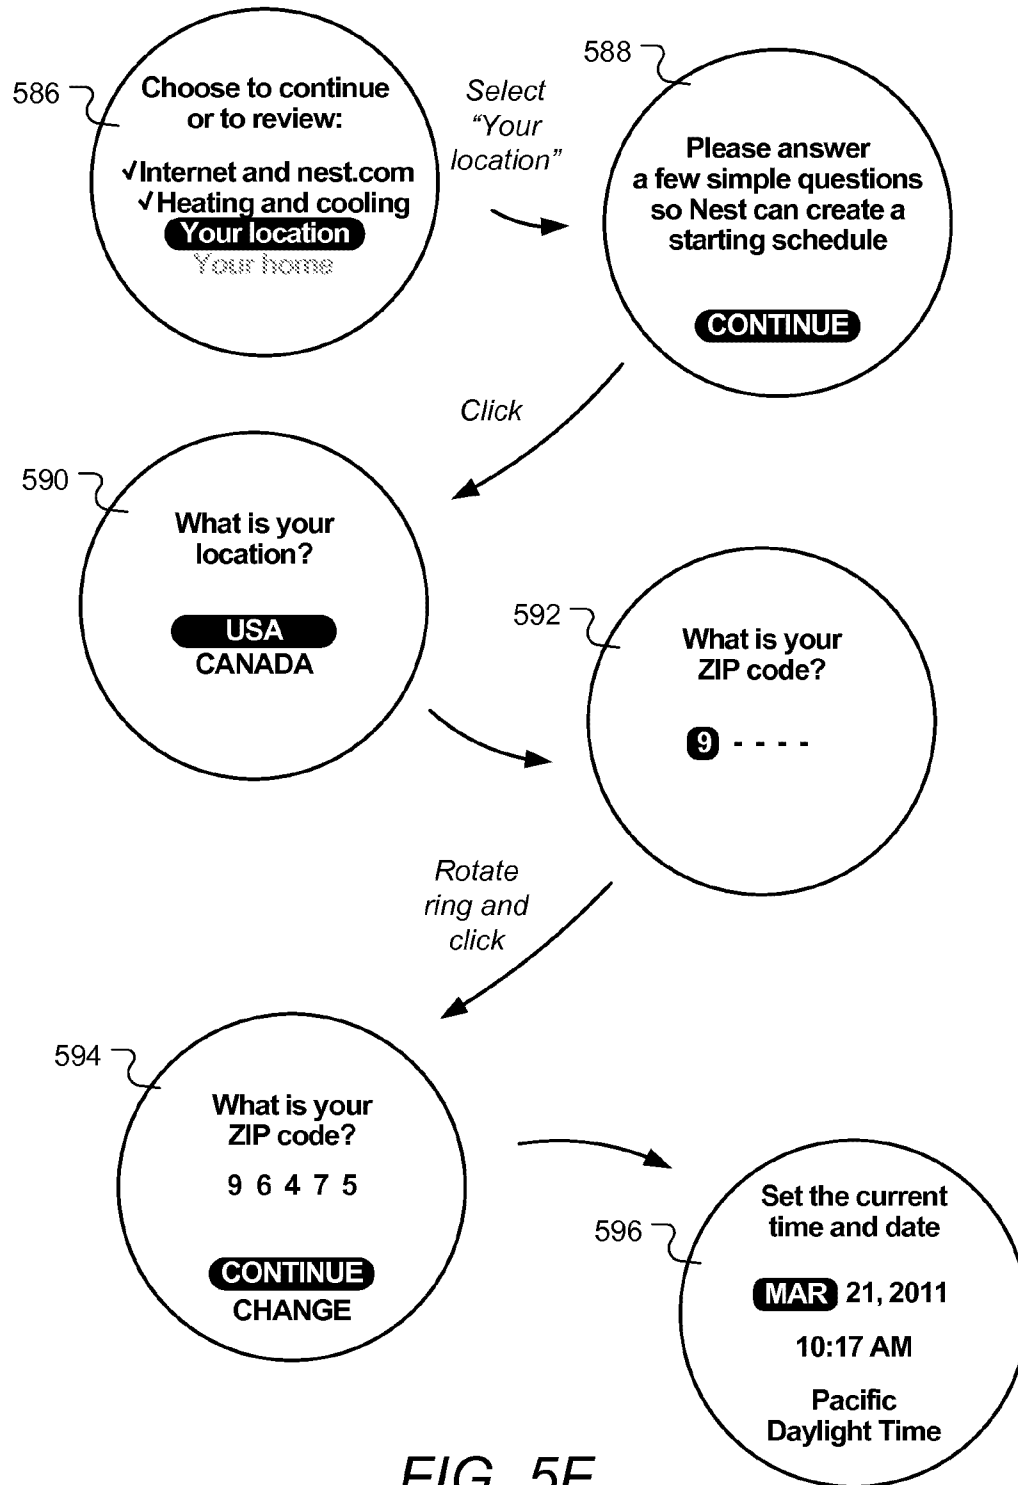 586
Choose to continue
or to review:
√Internet and nest.com
√Heating and cooling
Your location
Your home
Select
“Your
location”
588
Please answer
a few simple questions
so Nest can create a
starting schedule
CONTINUE
Click
590
What is your
location?
USA
CANADA
592
What is your
ZIP code?
9 - - - -
Rotate
ring and
click
594
What is your
ZIP code?
9 6 4 7 5
CONTINUE
CHANGE
596
Set the current
time and date
MAR 21, 2011
10:17 AM
Pacific
Daylight Time
FIG. 5E